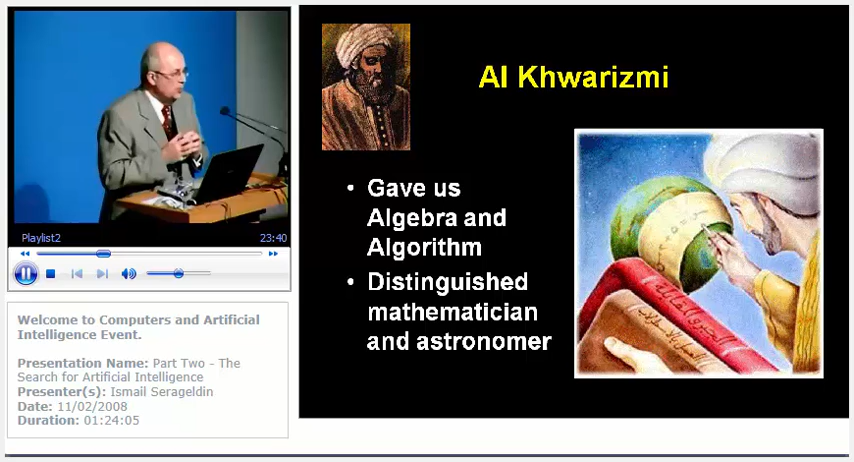 Playlist2
23:40
Welcome to Computers and Artificial
Intelligence Event.
Presentation Name: Part Two - The
Search for Artificial Intelligence
Presenter(s): Ismail Serageldin
Date: 11/02/2008
Duration: 01:24:05
Al Khwarizmi
• Gave us
Algebra and
Algorithm
• Distinguished
mathematician
and astronomer